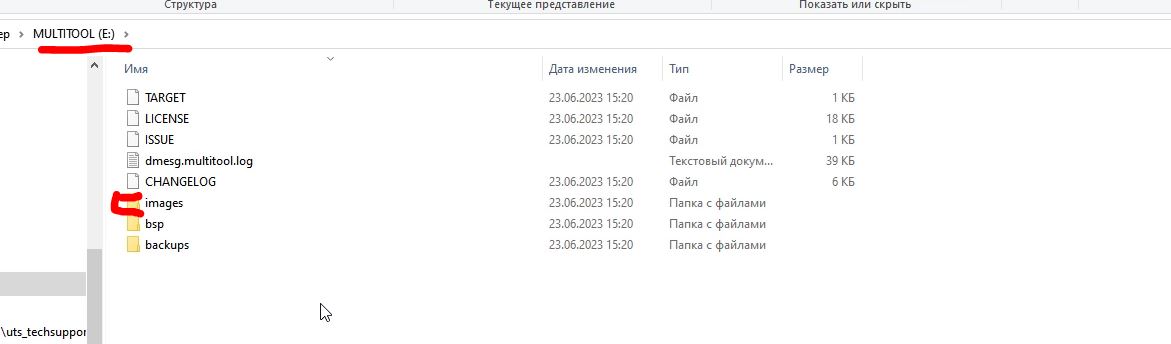 Структура Текущее представление Показать или скрыть
ер > MULTITOOL (E:) >
Имя Дата изменения Тип Размер
TARGET 23.06.2023 15:20 Файл 1 КБ
LICENSE 23.06.2023 15:20 Файл 18 КБ
ISSUE 23.06.2023 15:20 Файл 1 КБ
dmesg.multitool.log Текстовый докум... 39 КБ
CHANGELOG 23.06.2023 15:20 Файл 6 КБ
images 23.06.2023 15:20 Папка с файлами
bsp 23.06.2023 15:20 Папка с файлами
backups 23.06.2023 15:20 Папка с файлами
\uts_techsuppor